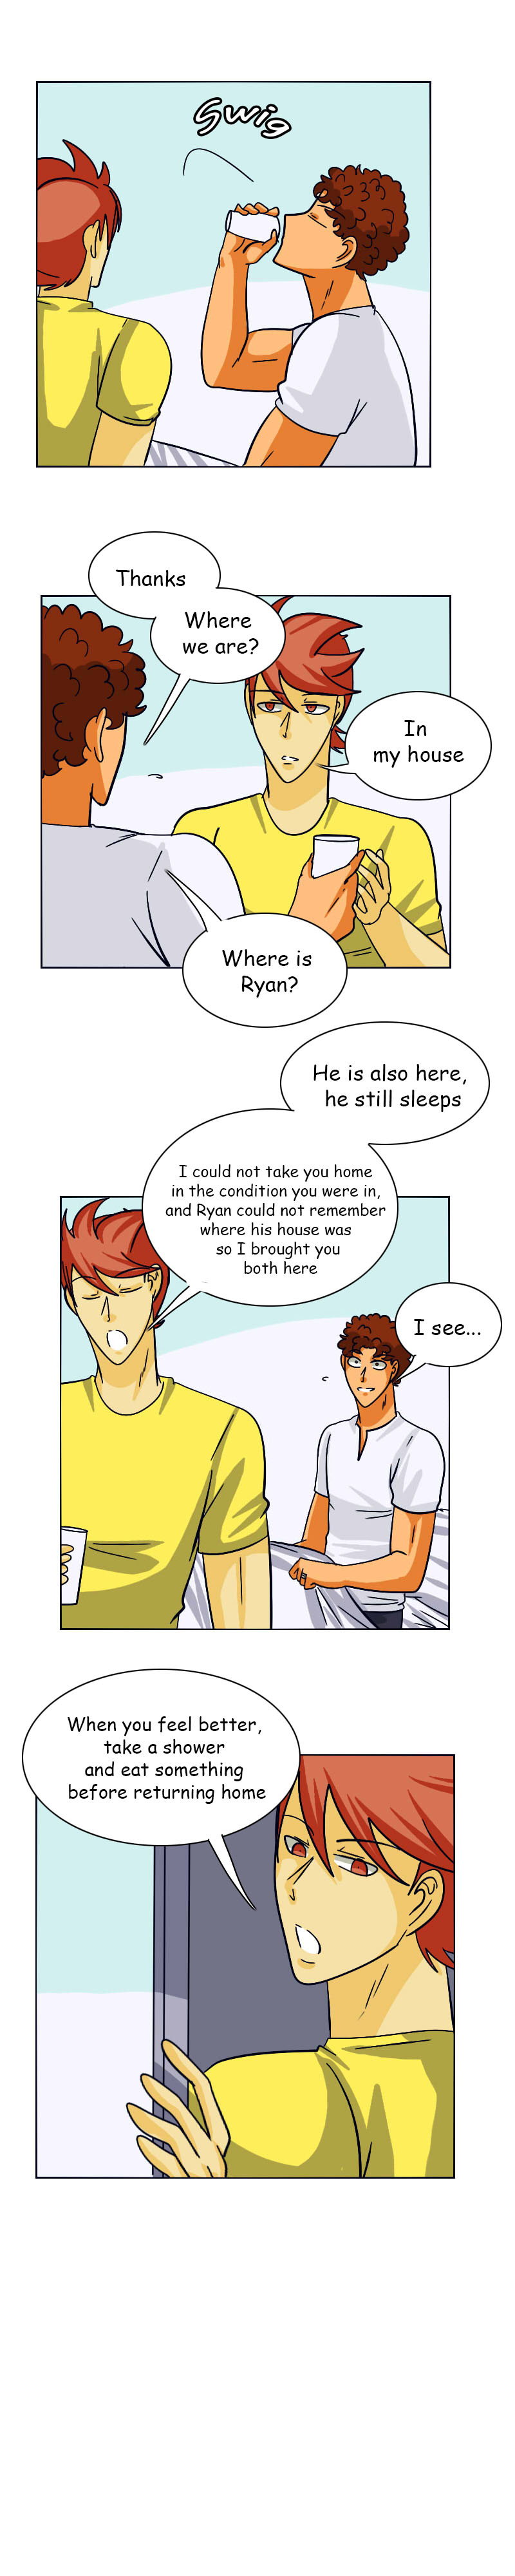 Swig
Thanks
Where
we are?
In
my house
Where is
Ryan?
He is also here,
he still sleeps
I could not take you home
in the condition you were in,
and Ryan could not remember
where his house was
so I brought you
both here
I see...
When you feel better,
take a shower
and eat something
before returning home